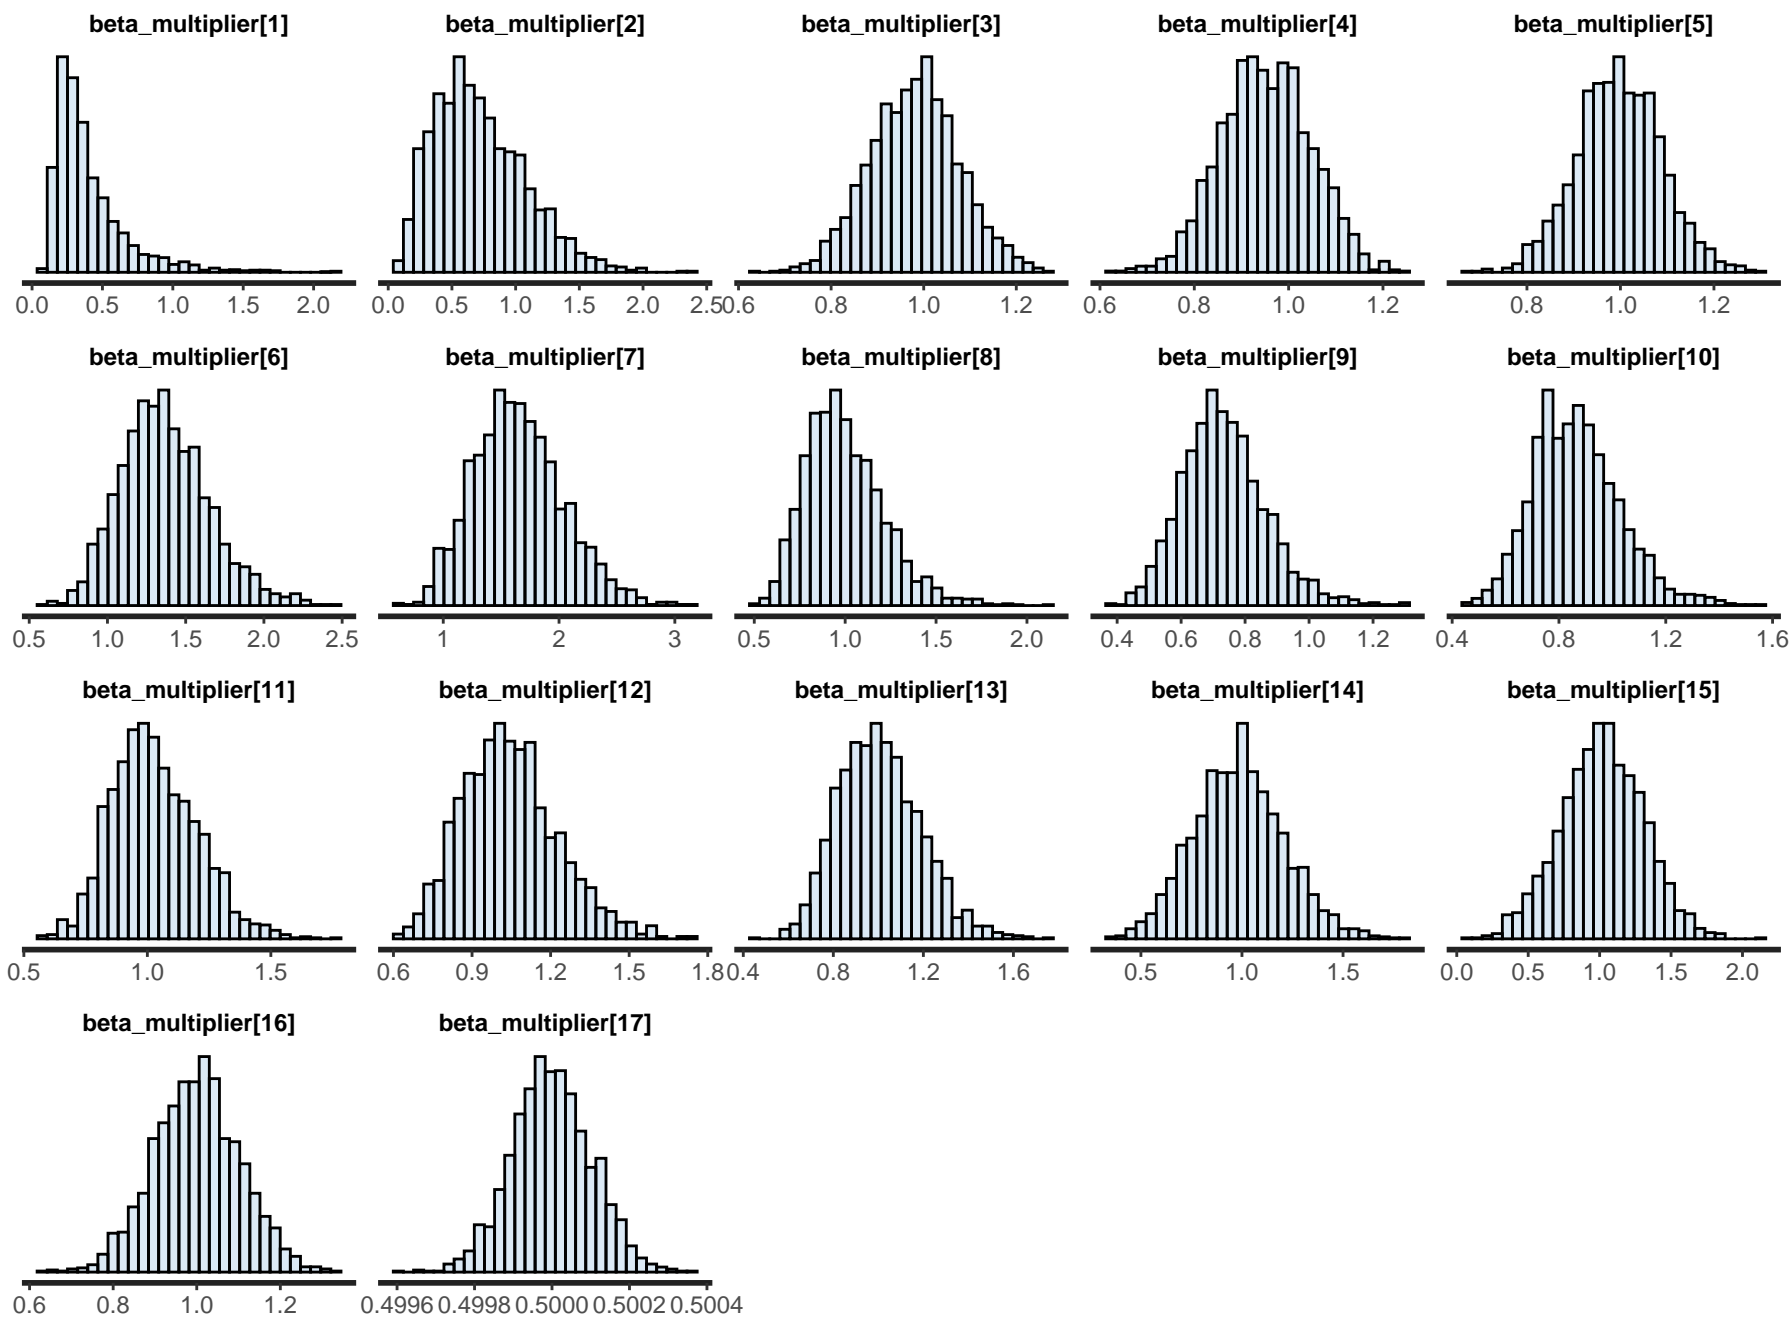 beta_multiplier[1] beta_multiplier[2] beta_multiplier[3] beta_multiplier[4] beta_multiplier[5]
0.0 0.5 1.0 1.5 2.0 0.0 0.5 1.0 1.5 2.0 2.5 0.6 0.8 1.0 1.2 0.6 0.8 1.0 1.2 0.8 1.0 1.2
beta_multiplier[6] beta_multiplier[7] beta_multiplier[8] beta_multiplier[9] beta_multiplier[10]
0.5 1.0 1.5 2.0 2.5 1 2 3 0.5 1.0 1.5 2.0 0.4 0.6 0.8 1.0 1.2 0.4 0.8 1.2 1.6
beta_multiplier[11] beta_multiplier[12] beta_multiplier[13] beta_multiplier[14] beta_multiplier[15]
0.5 1.0 1.5 0.6 0.9 1.2 1.5 1.8 0.4 0.8 1.2 1.6 0.5 1.0 1.5 0.0 0.5 1.0 1.5 2.0
beta_multiplier[16] beta_multiplier[17]
0.6 0.8 1.0 1.2 0.4996 0.4998 0.5000 0.5002 0.5004